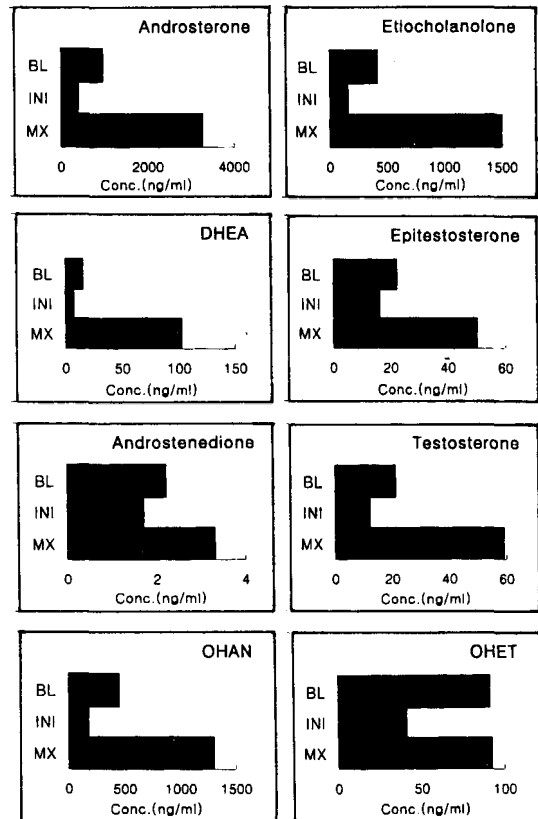 Androsterone
BL
INI
MX
0 2000 4000
Conc.(ng/ml)
Etiocholanolone
BL
INI
MX
0 500 1000 1500
Conc.(ng/ml)
DHEA
BL
INI
MX
0 50 100 150
Conc.(ng/ml)
Epitestosterone
BL
INI
MX
0 20 40 60
Conc.(ng/ml)
Androstenedione
BL
INI
MX
0 2 4
Conc.(ng/ml)
Testosterone
BL
INI
MX
0 20 40 60
Conc.(ng/ml)
OHAN
BL
INI
MX
0 500 1000 1500
Conc.(ng/ml)
OHET
BL
INI
MX
0 50 100
Conc.(ng/ml)